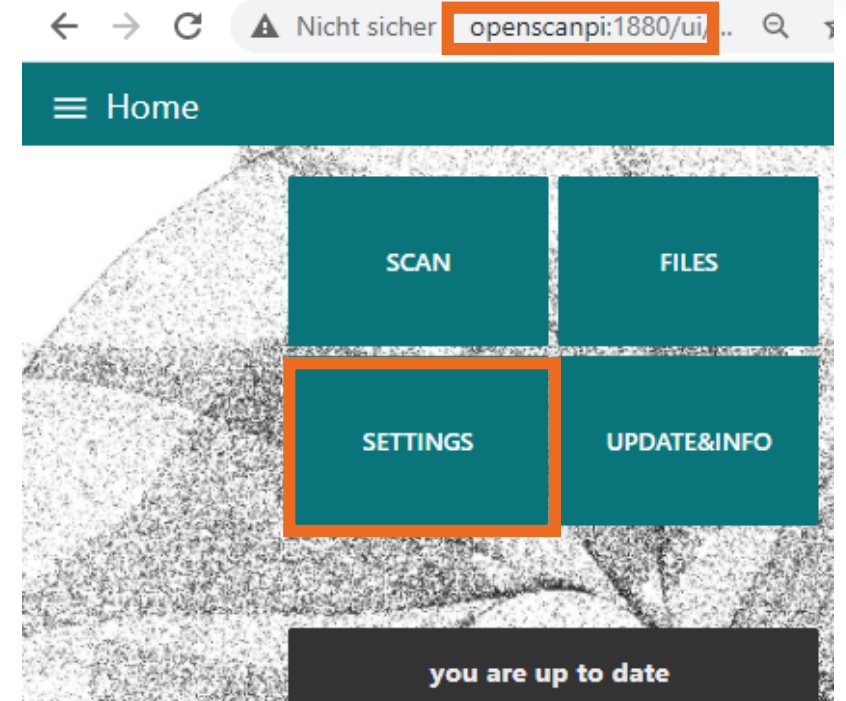 Nicht sicher openscanpi:1880/ui/...
Home
SCAN FILES
SETTINGS UPDATE&INFO
you are up to date